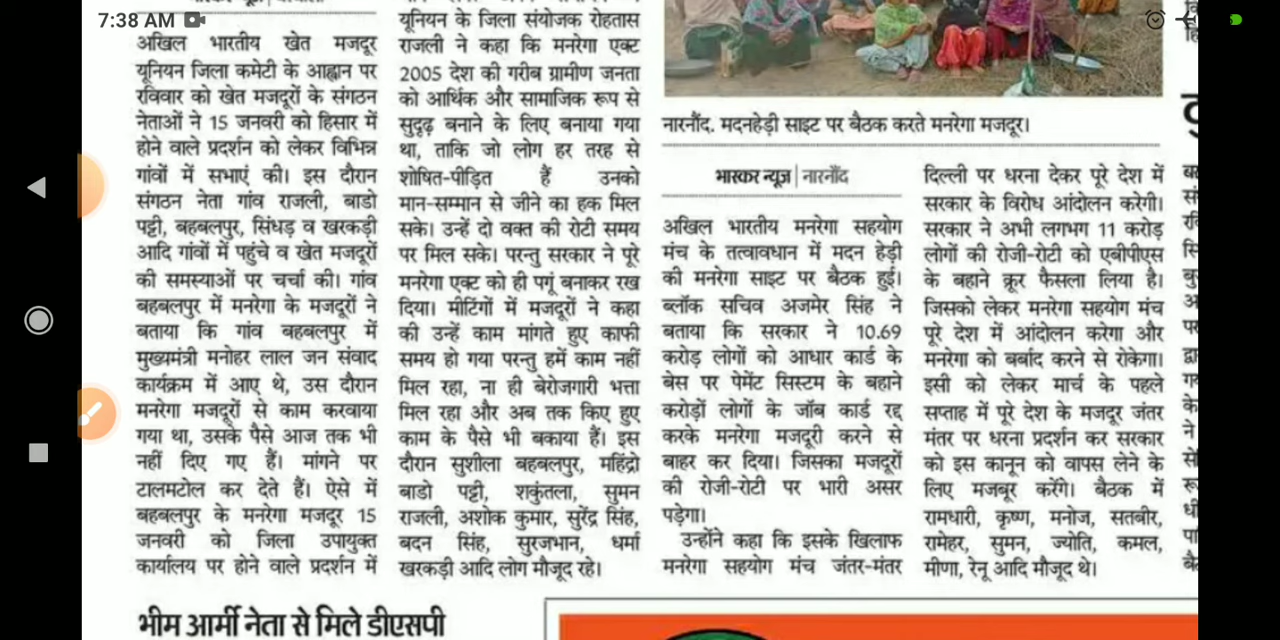 7:38 AM
अखिल भारतीय खेत मजदूर
यूनियन जिला कमेटी के आह्वान पर
रविवार को खेत मजदूरों के संगठन
नेताओं ने 15 जनवरी को हिसार में
होने वाले प्रदर्शन को लेकर विभिन्न
गांवों में सभाएं की। इस दौरान
संगठन नेता गांव राजली, बाडो
पट्टी, बहबलपुर, सिंधड़ व खरकड़ी
आदि गांवों में पहुंचे व खेत मजदूरों
की समस्याओं पर चर्चा की। गांव
बहबलपुर में मनरेगा के मजदूरों ने
बताया कि गांव बहबलपुर में
मुख्यमंत्री मनोहर लाल जन संवाद
कार्यक्रम में आए थे, उस दौरान
मनरेगा मजदूरों से काम करवाया
गया था, उसके पैसे आज तक भी
नहीं दिए गए हैं। मांगने पर
टालमटोल कर देते हैं। ऐसे में
बहबलपुर के मनरेगा मजदूर 15
जनवरी को जिला उपायुक्त
कार्यालय पर होने वाले प्रदर्शन में
यूनियन के जिला संयोजक रोहतास
राजली ने कहा कि मनरेगा एक्ट
2005 देश की गरीब ग्रामीण जनता
को आर्थिक और सामाजिक रूप से
सुदृढ़ बनाने के लिए बनाया गया
था, ताकि जो लोग हर तरह से
शोषित-पीड़ित हैं उनको
मान-सम्मान से जीने का हक मिल
सके। उन्हें दो वक्त की रोटी समय
पर मिल सके। परन्तु सरकार ने पूरे
मनरेगा एक्ट को ही पगूं बनाकर रख
दिया। मीटिंगों में मजदूरों ने कहा
की उन्हें काम मांगते हुए काफी
समय हो गया परन्तु हमें काम नहीं
मिल रहा, ना ही बेरोजगारी भत्ता
मिल रहा और अब तक किए हुए
काम के पैसे भी बकाया हैं। इस
दौरान सुशीला बहबलपुर, महिंद्रो
बाडो पट्टी, शकुंतला, सुमन
राजली, अशोक कुमार, सुरेंद्र सिंह,
बदन सिंह, सुरजभान, धर्मा
खरकड़ी आदि लोग मौजूद रहे।
नारनौंद. मदनहेड़ी साइट पर बैठक करते मनरेगा मजदूर।
भास्कर न्यूज | नारनौंद
अखिल भारतीय मनरेगा सहयोग
मंच के तत्वावधान में मदन हेड़ी
की मनरेगा साइट पर बैठक हुई।
ब्लॉक सचिव अजमेर सिंह ने
बताया कि सरकार ने 10.69
करोड़ लोगों को आधार कार्ड के
बेस पर पेमेंट सिस्टम के बहाने
करोड़ों लोगों के जॉब कार्ड रद्द
करके मनरेगा मजदूरी करने से
बाहर कर दिया। जिसका मजदूरों
की रोजी-रोटी पर भारी असर
पड़ेगा।
उन्होंने कहा कि इसके खिलाफ
मनरेगा सहयोग मंच जंतर-मंतर
दिल्ली पर धरना देकर पूरे देश में
सरकार के विरोध आंदोलन करेगी।
सरकार ने अभी लगभग 11 करोड़
लोगों की रोजी-रोटी को एबीपीएस
के बहाने क्रूर फैसला लिया है।
जिसको लेकर मनरेगा सहयोग मंच
पूरे देश में आंदोलन करेगा और
मनरेगा को बर्बाद करने से रोकेगा।
इसी को लेकर मार्च के पहले
सप्ताह में पूरे देश के मजदूर जंतर
मंतर पर धरना प्रदर्शन कर सरकार
को इस कानून को वापस लेने के
लिए मजबूर करेंगे। बैठक में
रामधारी, कृष्ण, मनोज, सतबीर,
रामेहर, सुमन, ज्योति, कमल,
मीणा, रेनू आदि मौजूद थे।
भीम आर्मी नेता से मिले डीएसपी